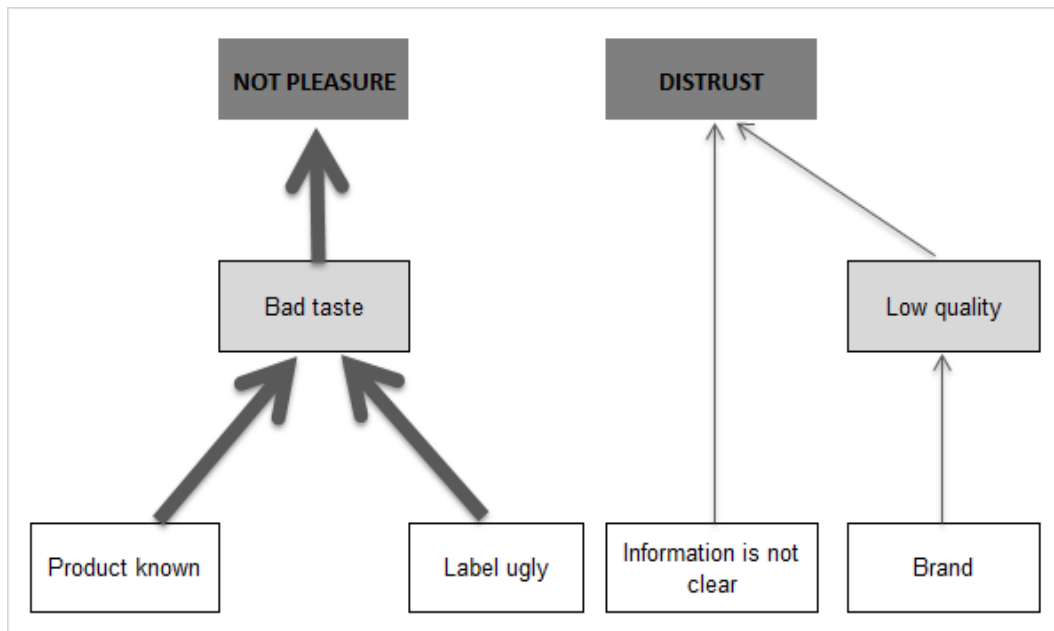 NOT PLEASURE
DISTRUST
Bad taste
Low quality
Product known
Label ugly
Information is not
clear
Brand